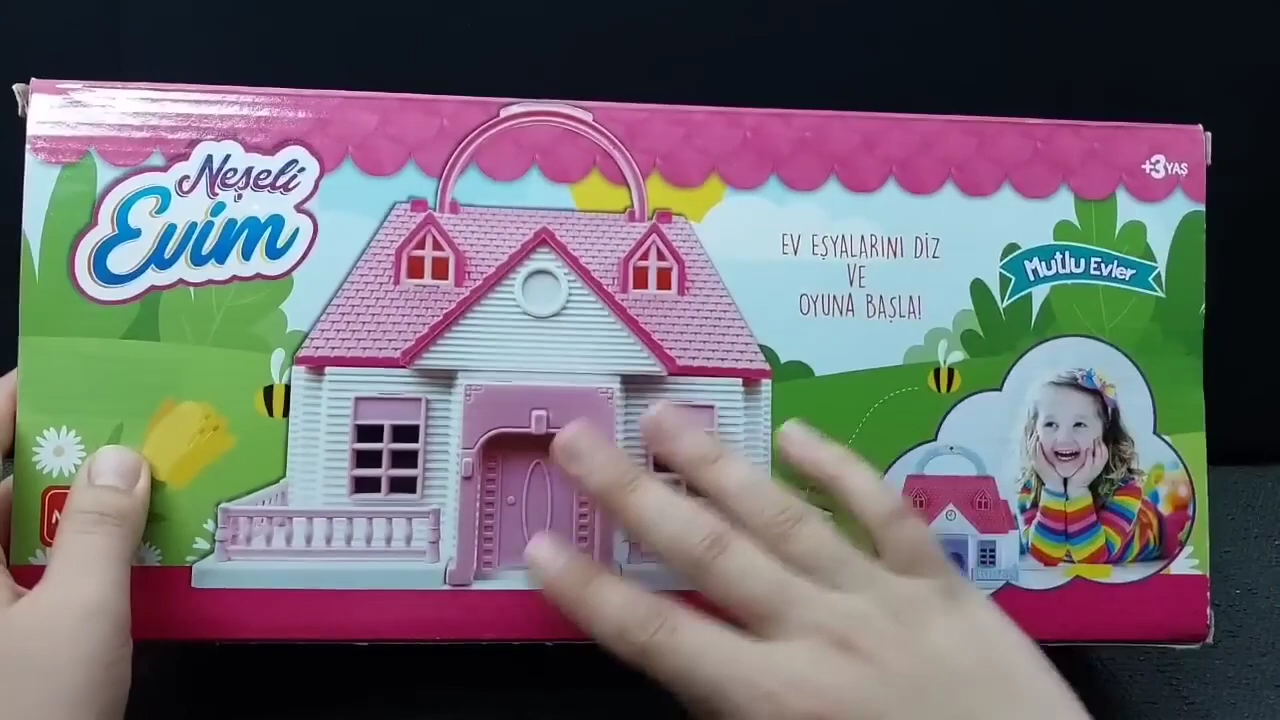 Neşeli
Evim
+3 YAŞ
EV EŞYALARINI DİZ
VE
OYUNA BAŞLA!
Mutlu Evler